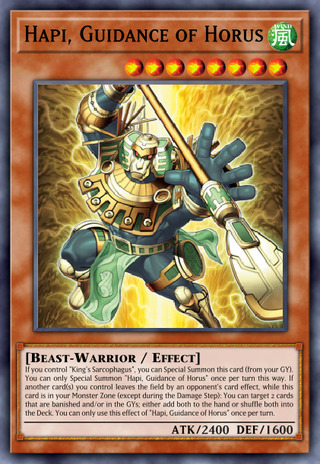 HAPI, GUIDANCE OF HORUS
WIND
風
[BEAST-WARRIOR / EFFECT]
If you control "King's Sarcophagus", you can Special Summon this card (from your GY).
You can only Special Summon "Hapi, Guidance of Horus" once per turn this way. If
another card(s) you control leaves the field by an opponent's card effect, while this
card is in your Monster Zone (except during the Damage Step): You can target 2 cards
that are banished and/or in the GYs; either add both to the hand or shuffle both into
the Deck. You can only use this effect of "Hapi, Guidance of Horus" once per turn.
ATK/2400 DEF/1600